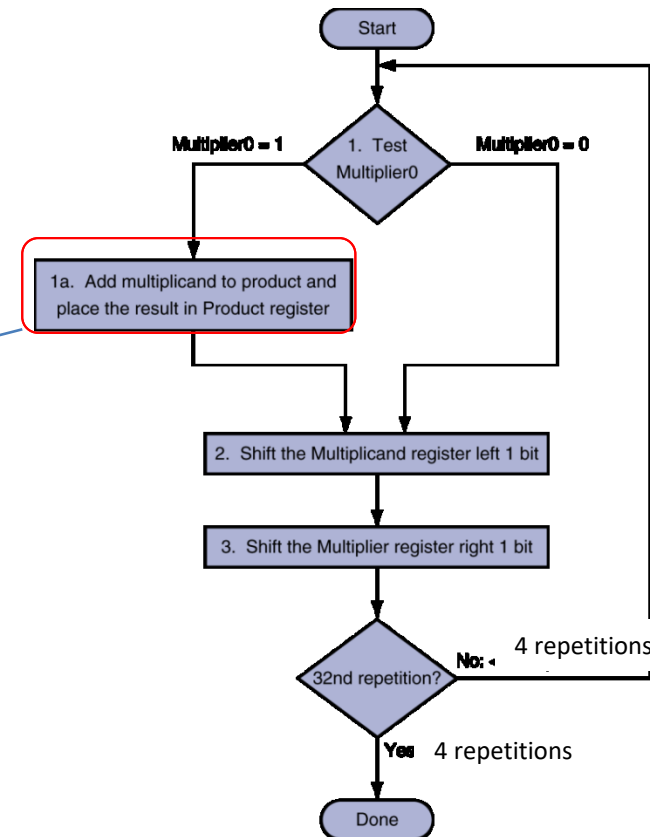 Start
Multiplier0 = 1
1. Test
Multiplier0
Multiplier0 = 0
1a. Add multiplicand to product and
place the result in Product register
2. Shift the Multiplicand register left 1 bit
3. Shift the Multiplier register right 1 bit
32nd repetition?
No: <
4 repetitions
Yes
4 repetitions
Done